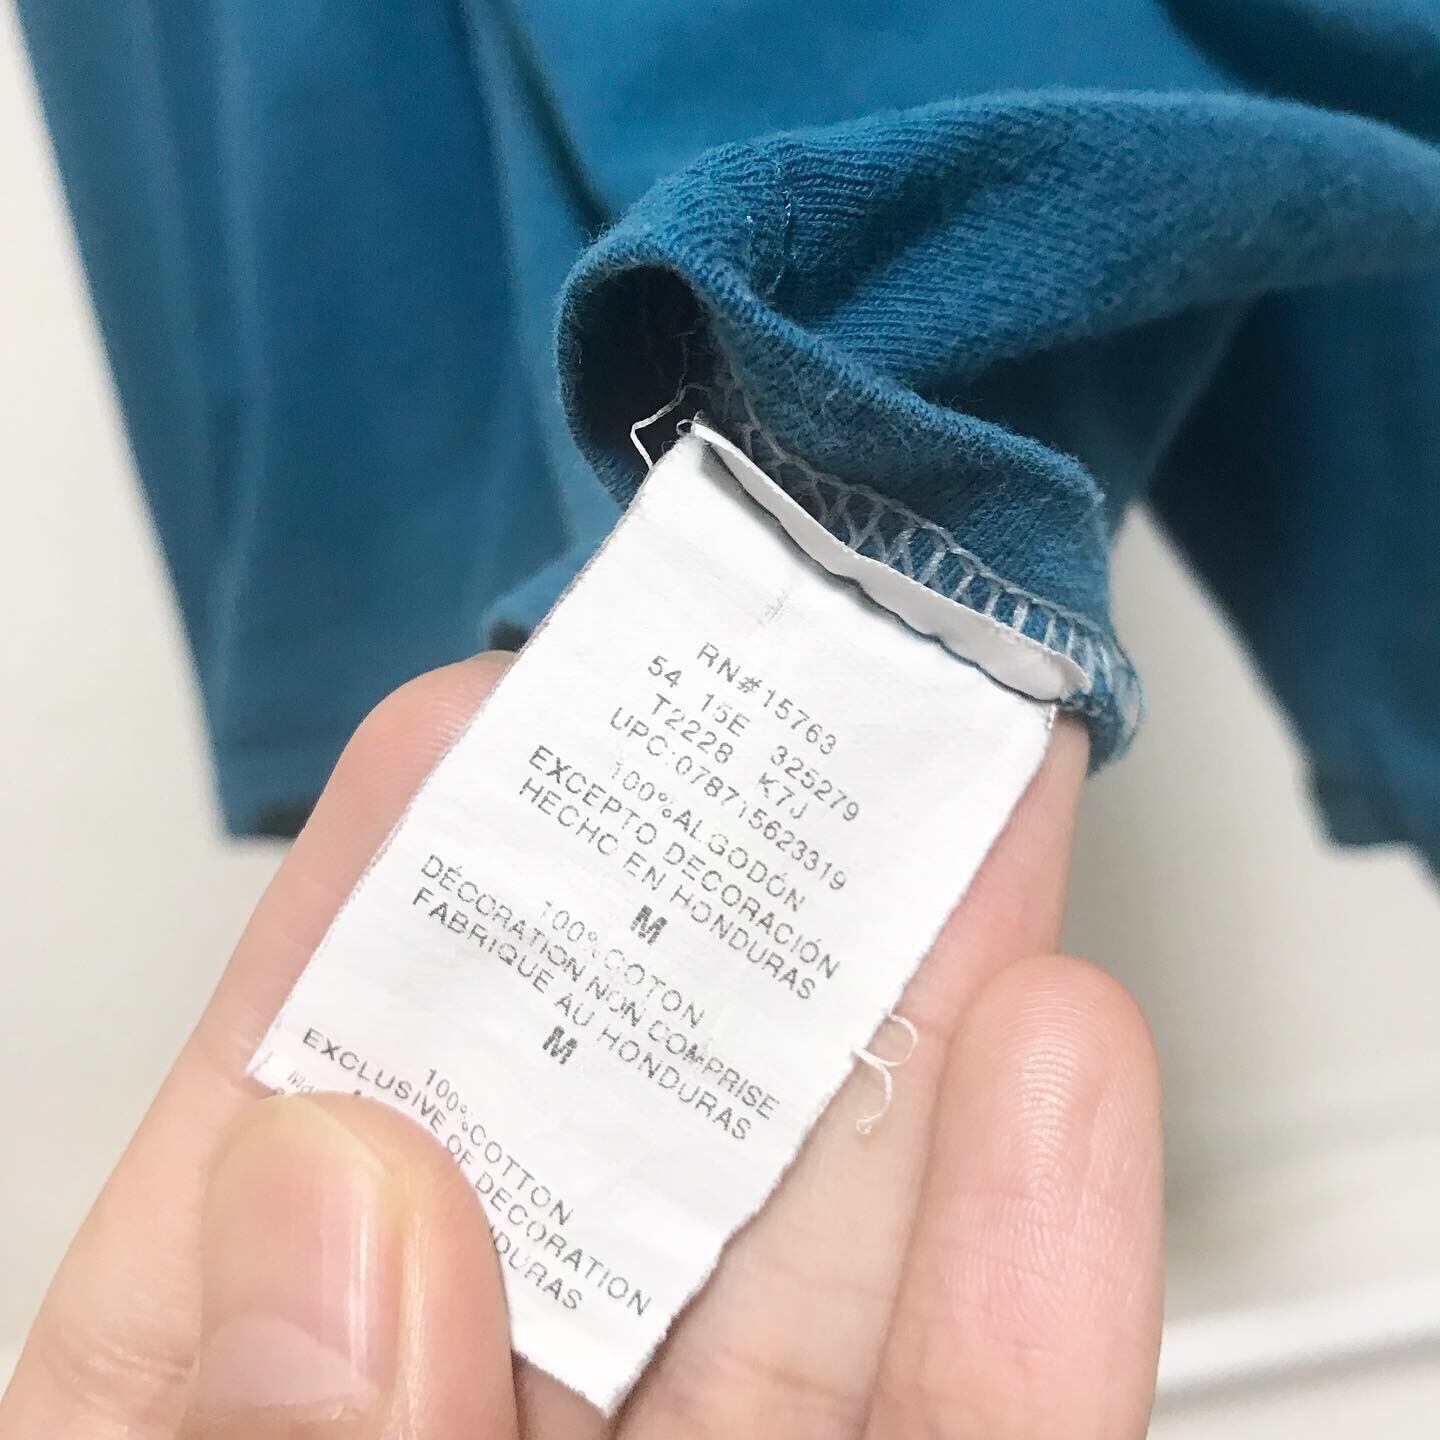 RN#15763
54 15E 325279
T2228 K7J
UPC:078715623319
100%ALGODÓN
EXCEPTO DECORACIÓN
HECHO EN HONDURAS
M
100%COTON
DÉCORATION NON COMPRISE
FABRIQUE AU HONDURAS
M
100%COTTON
EXCLUSIVE OF DECORATION